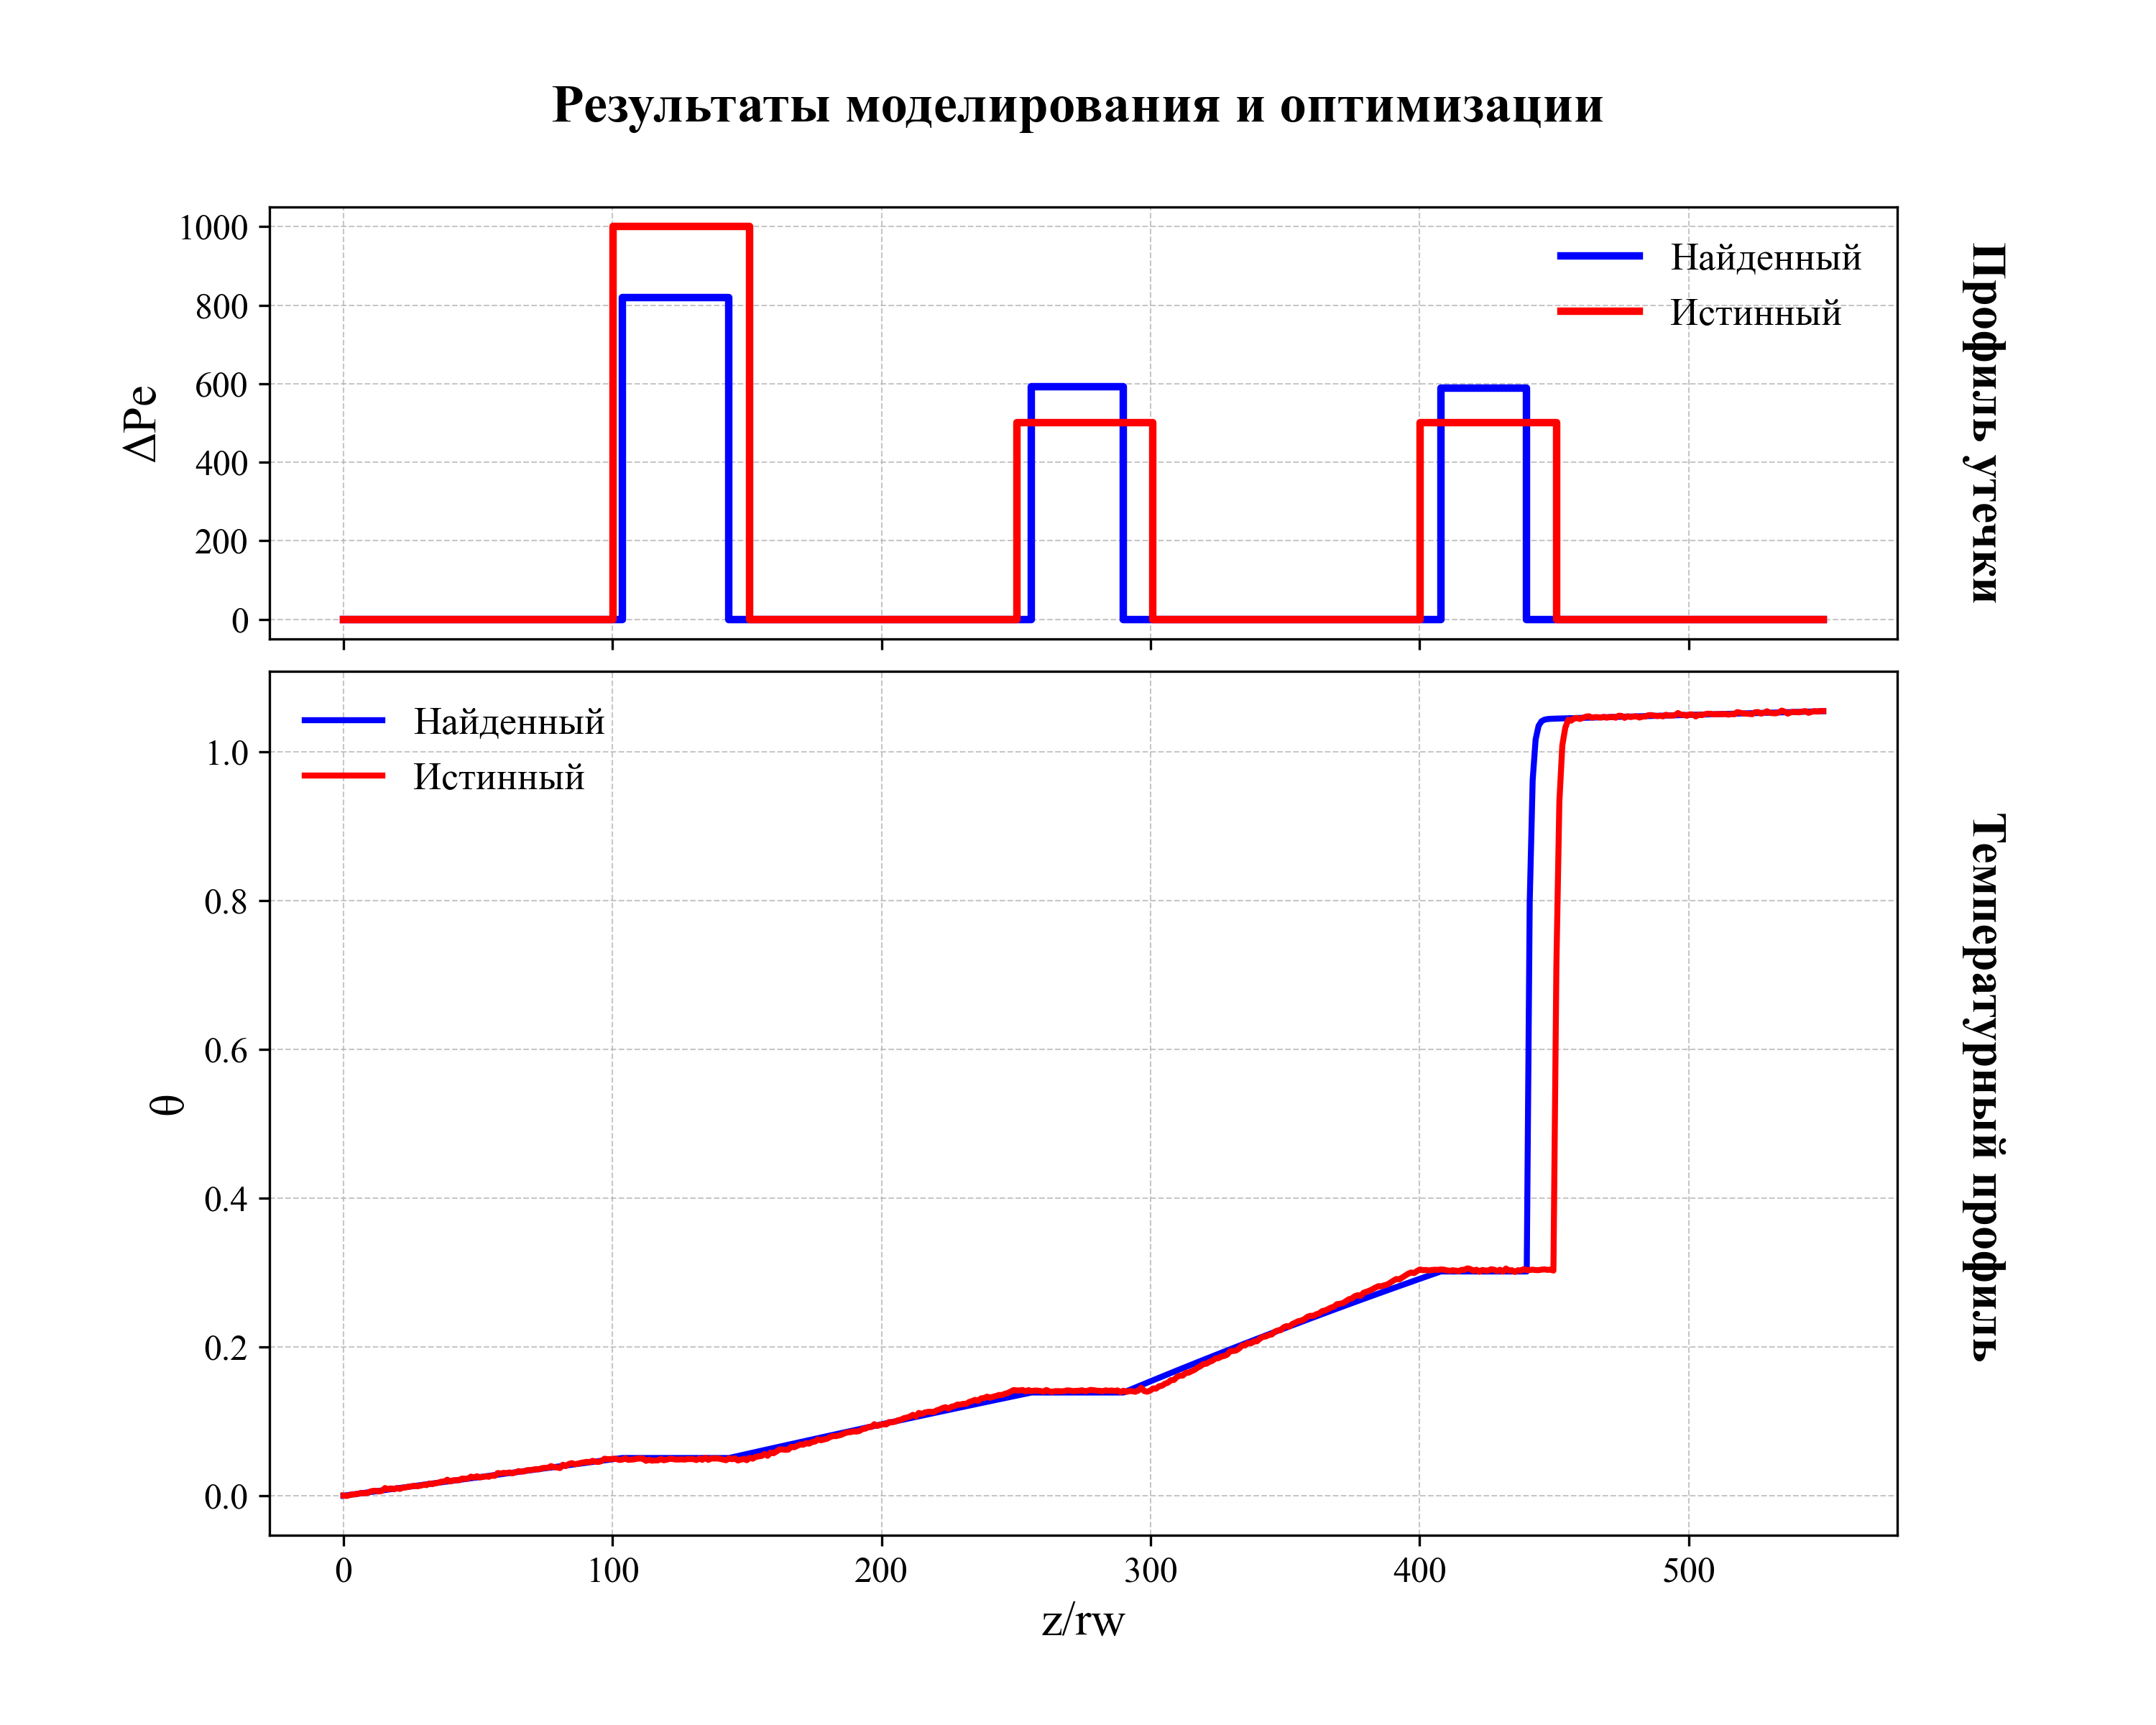 Результаты моделирования и оптимизации
1000
800
600
400
200
0
ΔPe
Найденный
Истинный
Профиль утечки
Найденный
Истинный
1.0
0.8
0.6
0.4
0.2
0.0
θ
Температурный профиль
0 100 200 300 400 500
z/rw